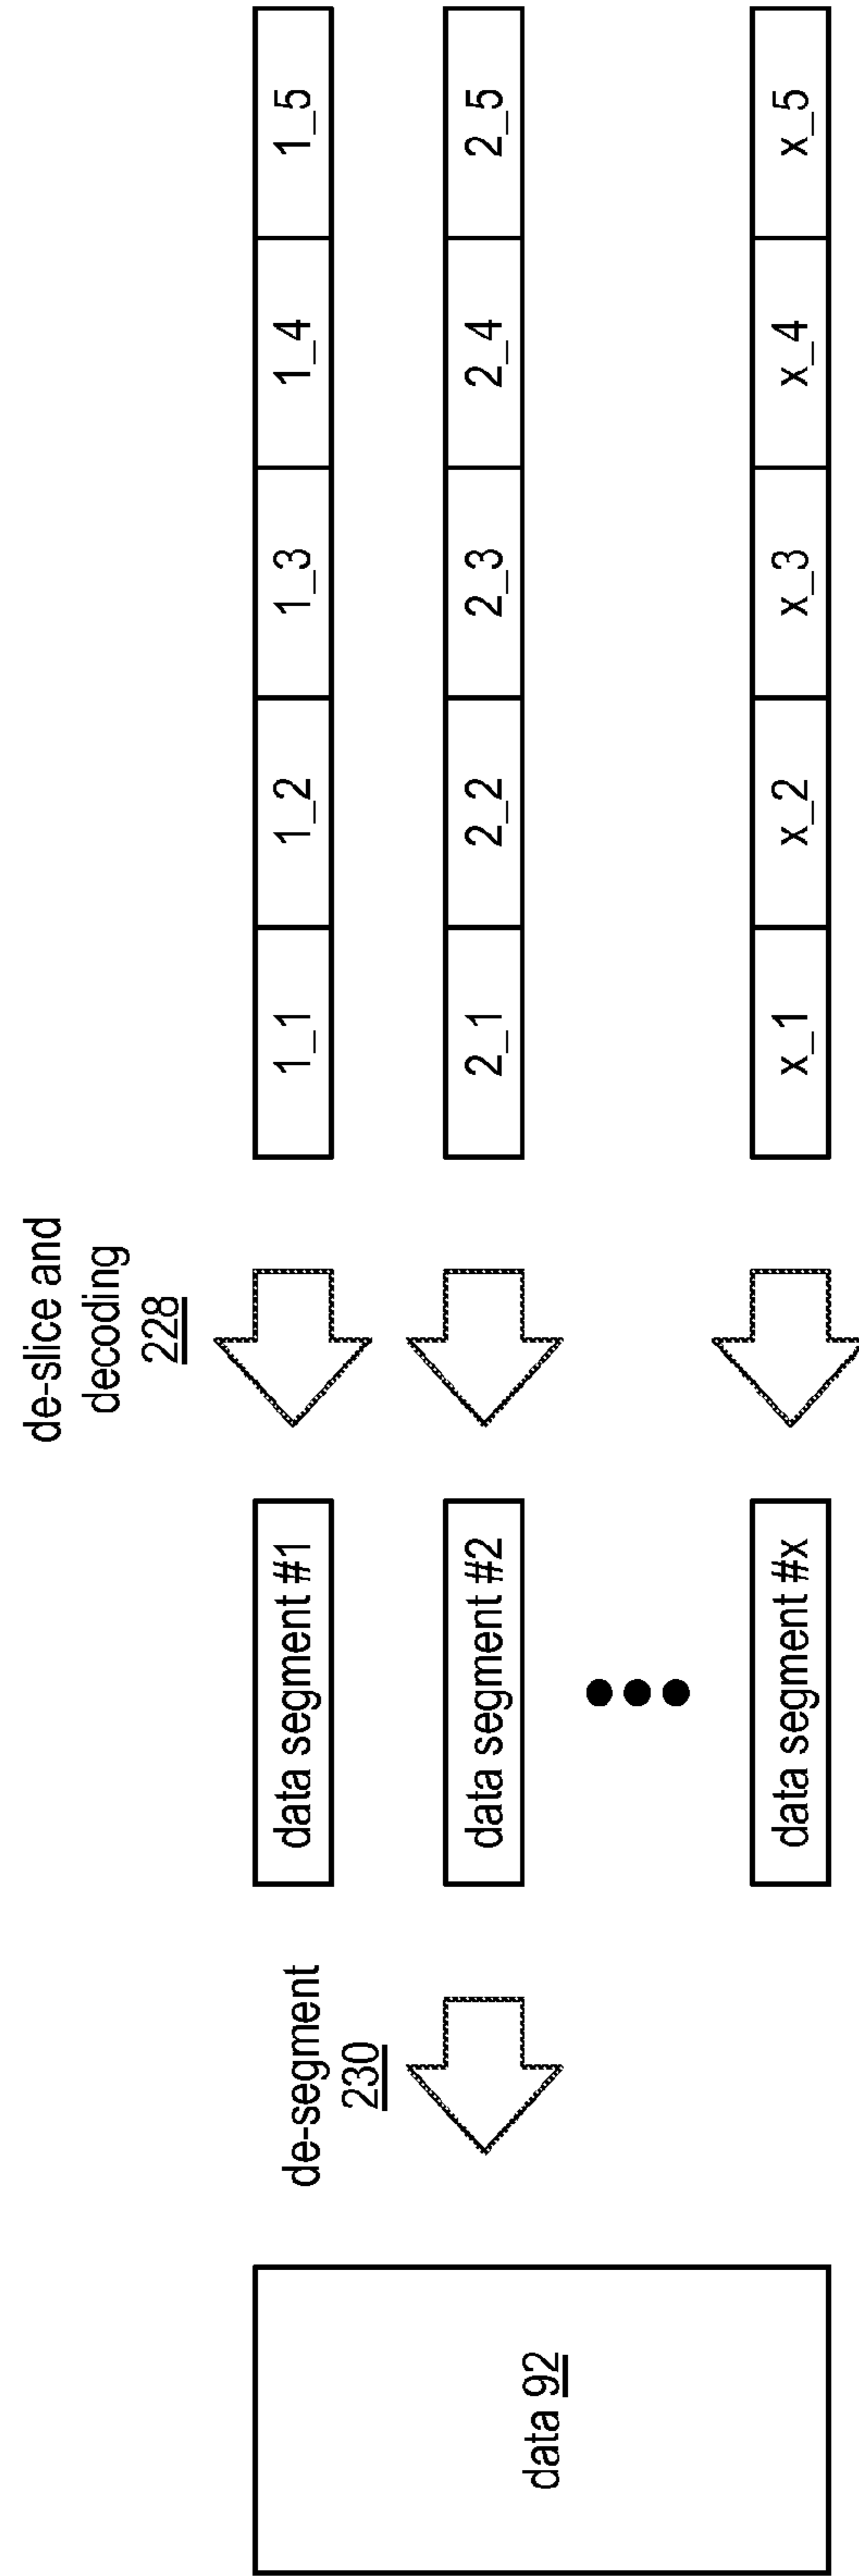 de-slice and
decoding
228
de-segment
230
data 92
data segment #1
1_1
1_2
1_3
1_4
1_5
data segment #2
2_1
2_2
2_3
2_4
2_5
data segment #x
x_1
x_2
x_3
x_4
x_5